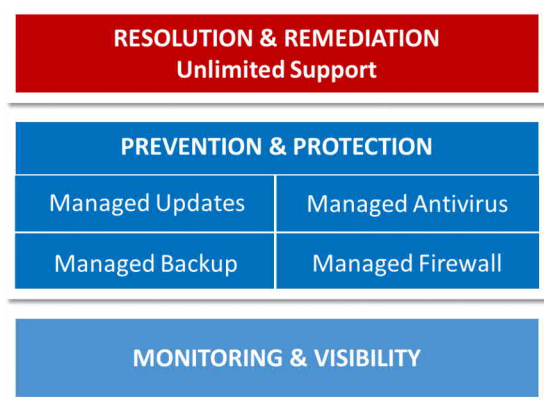 RESOLUTION & REMEDIATION
Unlimited Support
PREVENTION & PROTECTION
Managed Updates
Managed Antivirus
Managed Backup
Managed Firewall
MONITORING & VISIBILITY